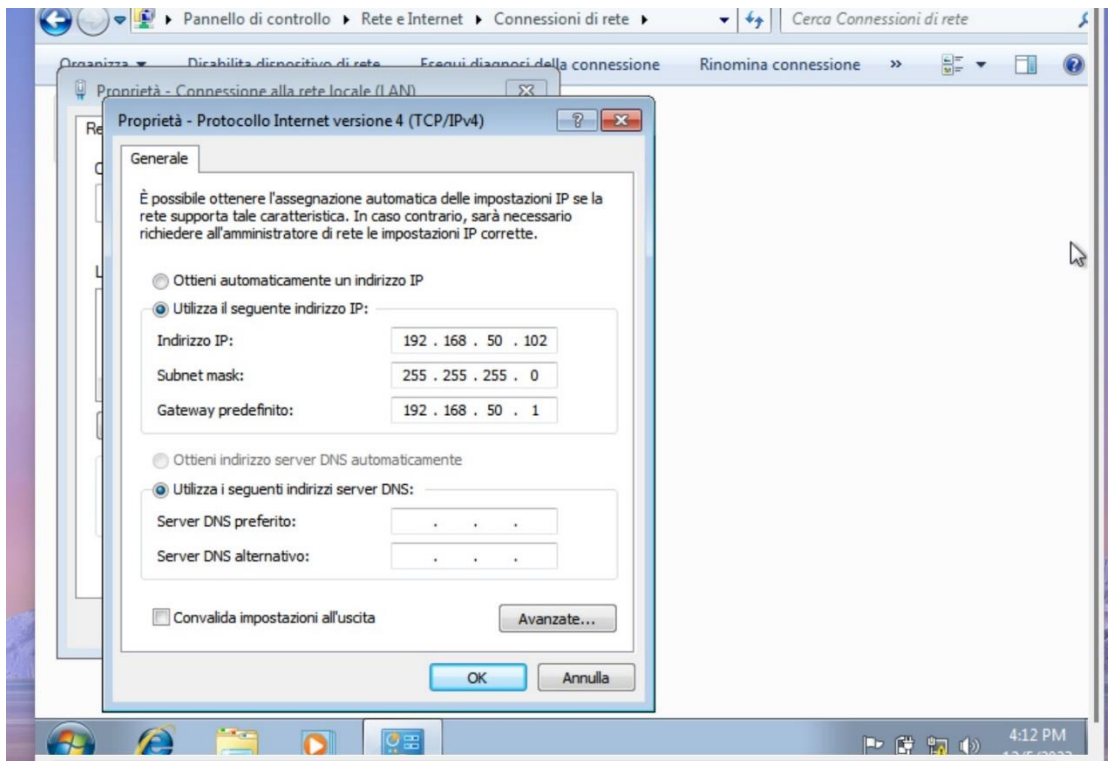 Pannello di controllo ▸ Rete e Internet ▸ Connessioni di rete ▸
Cerca Connessioni di rete
Organizza Disabilita dispositivo di rete Esegui diagnosi della connessione Rinomina connessione »
Proprietà - Connessione alla rete locale (LAN)
Proprietà - Protocollo Internet versione 4 (TCP/IPv4)
Generale
È possibile ottenere l'assegnazione automatica delle impostazioni IP se la
rete supporta tale caratteristica. In caso contrario, sarà necessario
richiedere all'amministratore di rete le impostazioni IP corrette.
Ottieni automaticamente un indirizzo IP
Utilizza il seguente indirizzo IP:
Indirizzo IP: 192 . 168 . 50 . 102
Subnet mask: 255 . 255 . 255 . 0
Gateway predefinito: 192 . 168 . 50 . 1
Ottieni indirizzo server DNS automaticamente
Utilizza i seguenti indirizzi server DNS:
Server DNS preferito: . . .
Server DNS alternativo: . . .
Convalida impostazioni all'uscita
Avanzate...
OK Annulla
4:12 PM